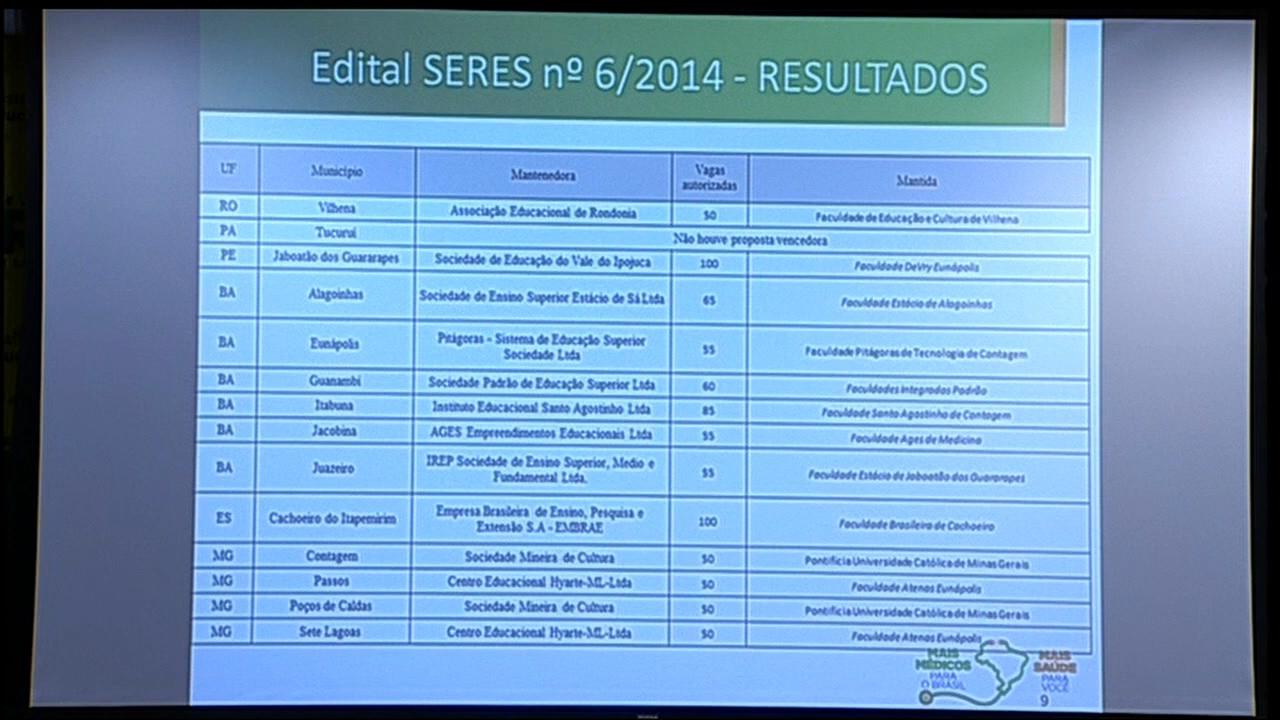 Edital SERES nº 6/2014 - RESULTADOS
UF Município Mantenedora Vagas autorizadas Mantida
RO Vilhena Associação Educacional de Rondonia 50 Faculdade de Educação e Cultura de Vilhena
PA Tucuruí Não houve proposta vencedora
PE Jaboatão dos Guararapes Sociedade de Educação do Vale do Ipojuca 100 Faculdade DeVry Eunápolis
BA Alagoinhas Sociedade de Ensino Superior Estácio de Sá Ltda 65 Faculdade Estácio de Alagoinhas
BA Eunápolis Pitágoras - Sistema de Educação Superior Sociedade Ltda 55 Faculdade Pitágoras de Tecnologia de Contagem
BA Guanambi Sociedade Padrão de Educação Superior Ltda 60 Faculdades Integradas Padrão
BA Itabuna Instituto Educacional Santo Agostinho Ltda 85 Faculdade Santo Agostinho de Contagem
BA Jacobina AGES Empreendimentos Educacionais Ltda 55 Faculdade Ages de Medicina
BA Juazeiro IREP Sociedade de Ensino Superior, Medio e Fundamental Ltda. 55 Faculdade Estácio de Jaboatão dos Guararapes
ES Cachoeiro do Itapemirim Empresa Brasileira de Ensino, Pesquisa e Extensão S.A - EMBRAE 100 Faculdade Brasileira de Cachoeiro
MG Contagem Sociedade Mineira de Cultura 50 Pontifícia Universidade Católica de Minas Gerais
MG Passos Centro Educacional Hyarte-ML-Ltda 50 Faculdade Atenas Eunápolis
MG Poços de Caldas Sociedade Mineira de Cultura 50 Pontifícia Universidade Católica de Minas Gerais
MG Sete Lagoas Centro Educacional Hyarte-ML-Ltda 50 Faculdade Atenas Eunápolis
MAIS
MÉDICOS
PARA
O BRASIL
MAIS
SAÚDE
PARA
VOCÊ
9